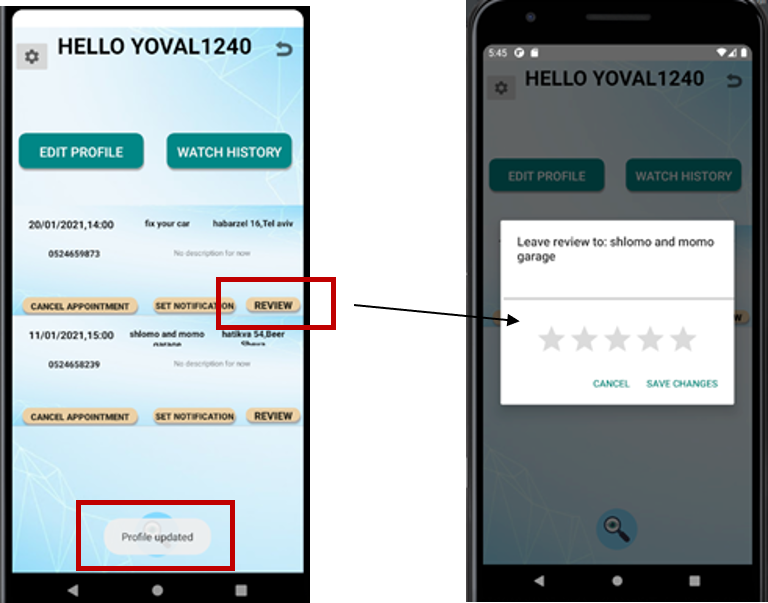 HELLO YOVAL1240
EDIT PROFILE
WATCH HISTORY
20/01/2021,14:00
fix your car
habarzel 16,Tel aviv
0524659873
No description for now
CANCEL APPOINTMENT
SET NOTIFICATION
REVIEW
11/01/2021,15:00
shlomo and momo
garage
hatikva 54,Beer
Sheva
0524658239
No description for now
CANCEL APPOINTMENT
SET NOTIFICATION
REVIEW
Profile updated
5:45
HELLO YOVAL1240
EDIT PROFILE
WATCH HISTORY
Leave review to: shlomo and momo
garage
CANCEL
SAVE CHANGES